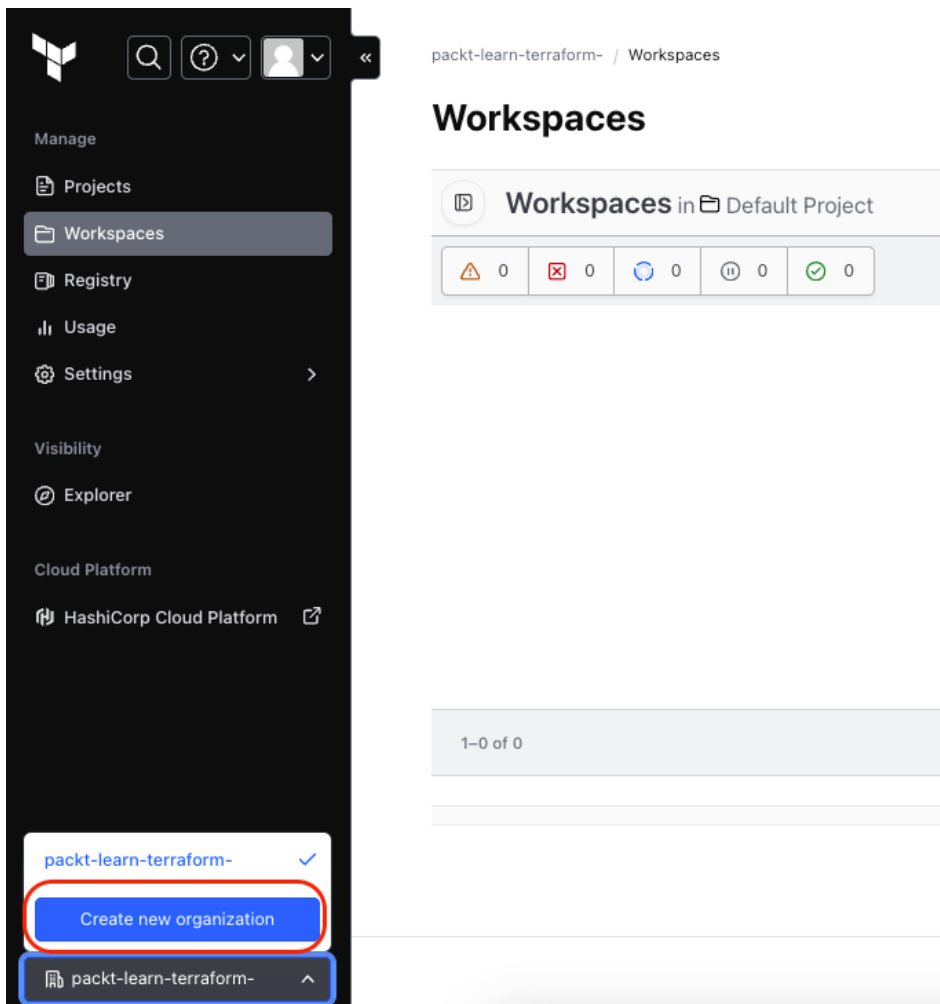 packt-learn-terraform- / Workspaces
Workspaces
Manage
Projects
Workspaces
Registry
Usage
Settings
Visibility
Explorer
Cloud Platform
HashiCorp Cloud Platform
Workspaces in Default Project
0 0 0 0 0
1–0 of 0
packt-learn-terraform-
Create new organization
packt-learn-terraform-